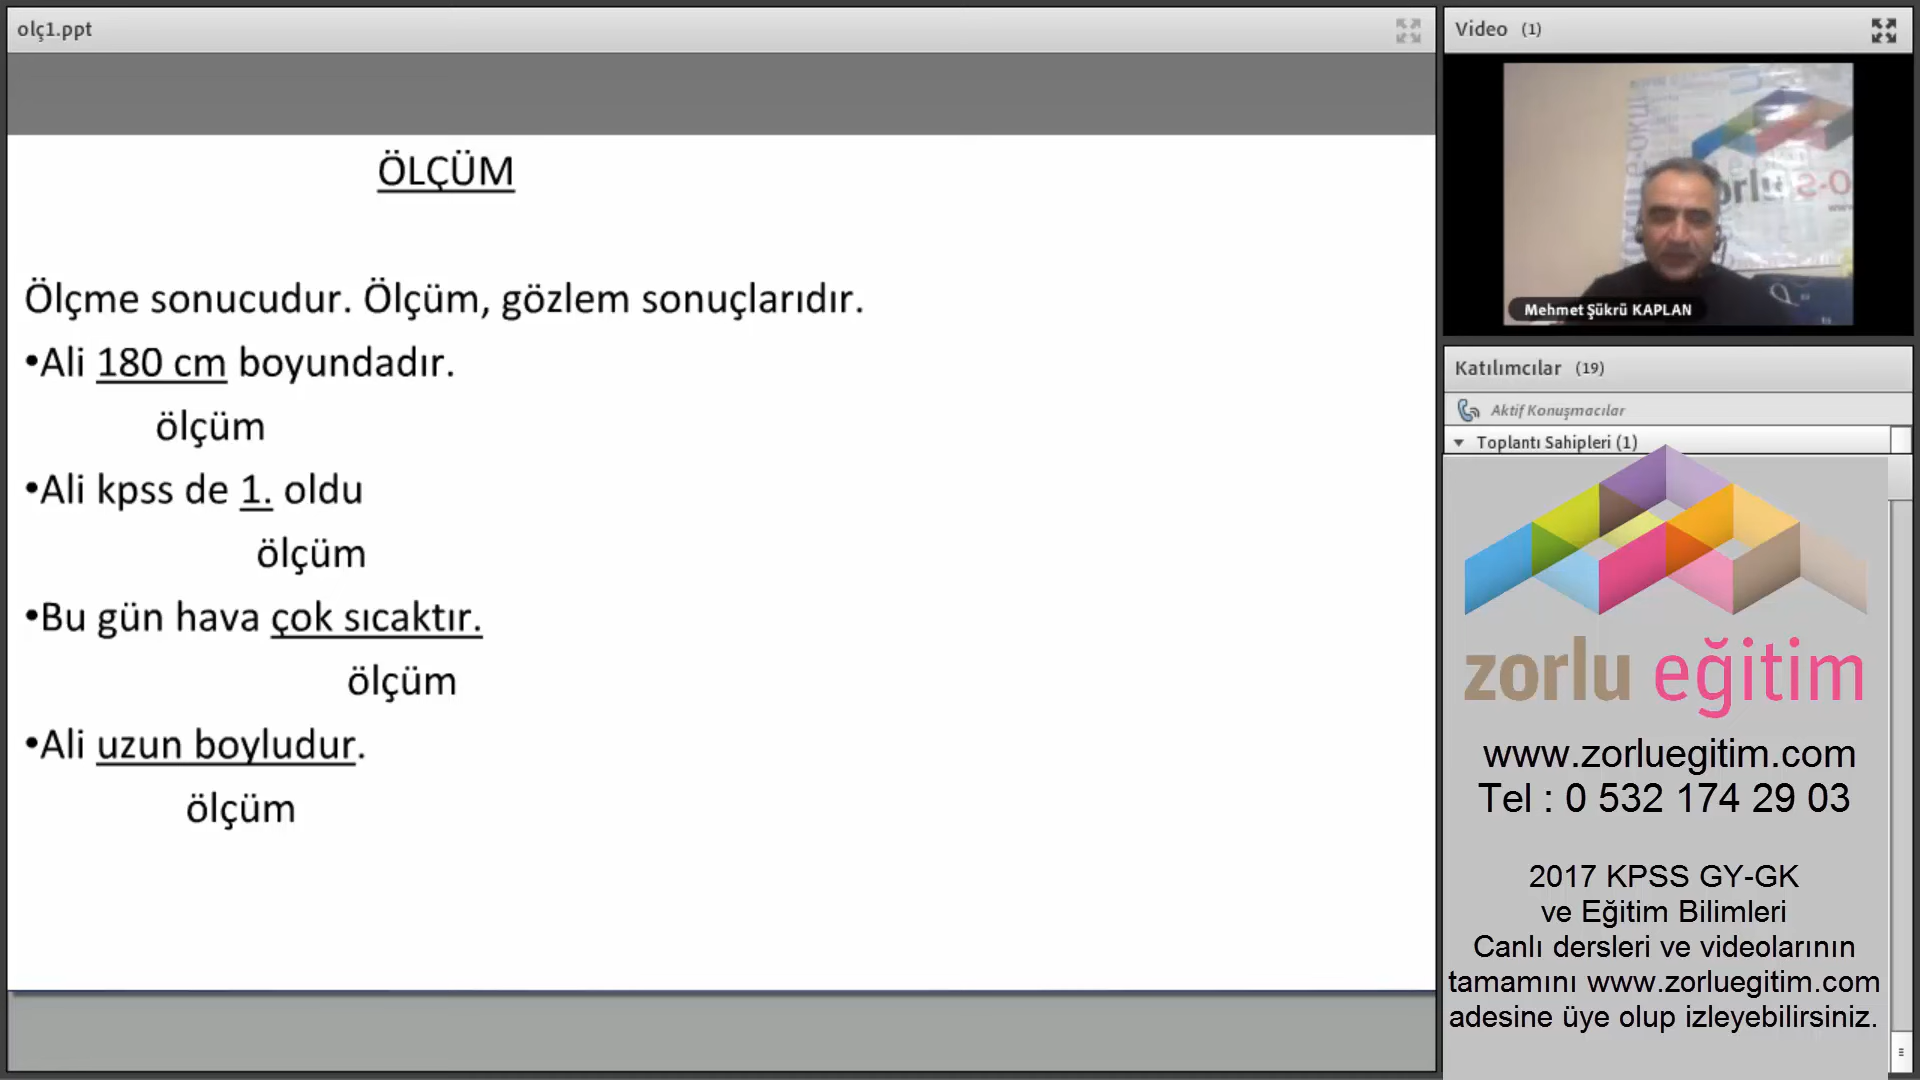 olç1.ppt
ÖLÇÜM
Ölçme sonucudur. Ölçüm, gözlem sonuçlarıdır.
•Ali 180 cm boyundadır.
ölçüm
•Ali kpss de 1. oldu
ölçüm
•Bu gün hava çok sıcaktır.
ölçüm
•Ali uzun boyludur.
ölçüm
Video (1)
Mehmet Şükrü KAPLAN
Katılımcılar (19)
Aktif Konuşmacılar
Toplantı Sahipleri (1)
zorlu eğitim
www.zorluegitim.com
Tel : 0 532 174 29 03
2017 KPSS GY-GK
ve Eğitim Bilimleri
Canlı dersleri ve videolarının
tamamını www.zorluegitim.com
adesine üye olup izleyebilirsiniz.